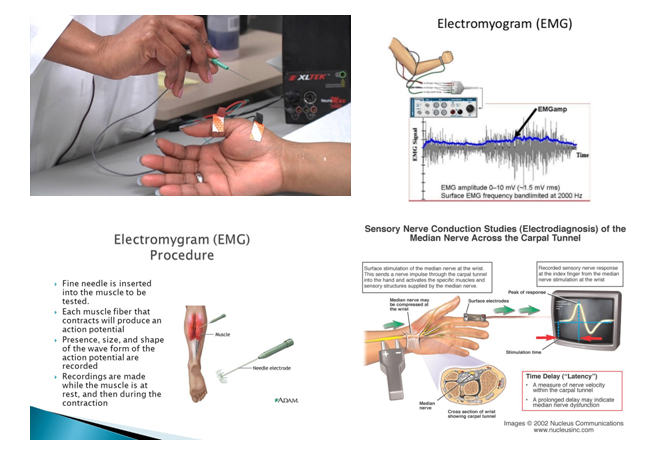 XLTEK
Electromyogram (EMG)
EMGamp
EMG Signal
Time
EMG amplitude 0–10 mV (~1.5 mV rms)
Surface EMG frequency bandlimited at 2000 Hz
Electromygram (EMG)
Procedure
Fine needle is inserted
into the muscle to be
tested.
Each muscle fiber that
contracts will produce an
action potential
Presence, size, and shape
of the wave form of the
action potential are
recorded
Recordings are made
while the muscle is at
rest, and then during the
contraction
Muscle
Needle electrode
ADAM.
Sensory Nerve Conduction Studies (Electrodiagnosis) of the
Median Nerve Across the Carpal Tunnel
Surface stimulation of the median nerve at the wrist.
This sends a nerve impulse through the carpal tunnel
into the hand and activates the specific muscles and
sensory structures supplied by the median nerve.
Recorded sensory nerve response
at the index finger from the median
nerve stimulation at the wrist
Median nerve may
be compressed at
the wrist
Surface electrodes
Peak of response
Stimulation time
Median
nerve
Cross section of wrist
showing carpal tunnel
Time Delay ("Latency")
• A measure of nerve velocity
within the carpal tunnel
• A prolonged delay may indicate
median nerve dysfunction
Images © 2002 Nucleus Communications
www.nucleusinc.com